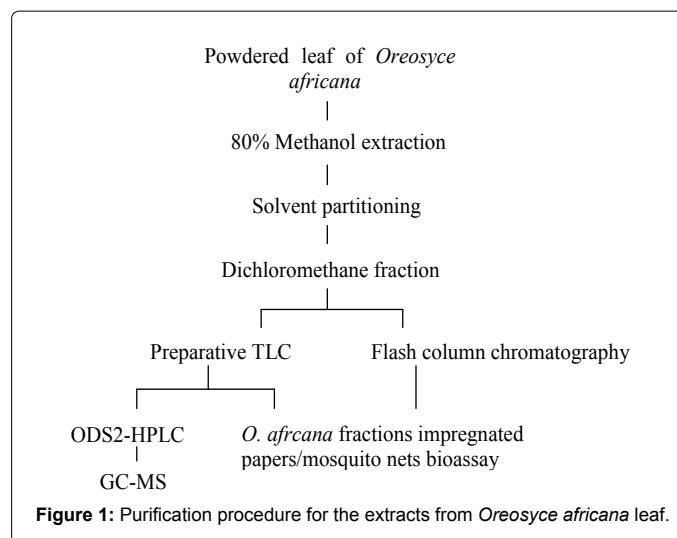 Powdered leaf of Oreosyce
africana
80% Methanol extraction
Solvent partitioning
Dichloromethane fraction
Preparative TLC
Flash column chromatography
ODS2-HPLC
GC-MS
O. afrcana fractions impregnated
papers/mosquito nets bioassay
Figure 1: Purification procedure for the extracts from Oreosyce africana leaf.